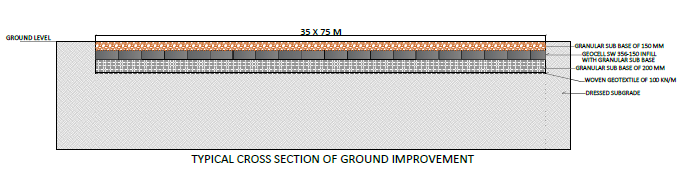 35 X 75 M
GROUND LEVEL
GRANULAR SUB BASE OF 150 MM
GEOCELL SW 356-150 INFILL
WITH GRANULAR SUB BASE
GRANULAR SUB BASE OF 200 MM
WOVEN GEOTEXTILE OF 100 KN/M
DRESSED SUBGRADE
TYPICAL CROSS SECTION OF GROUND IMPROVEMENT